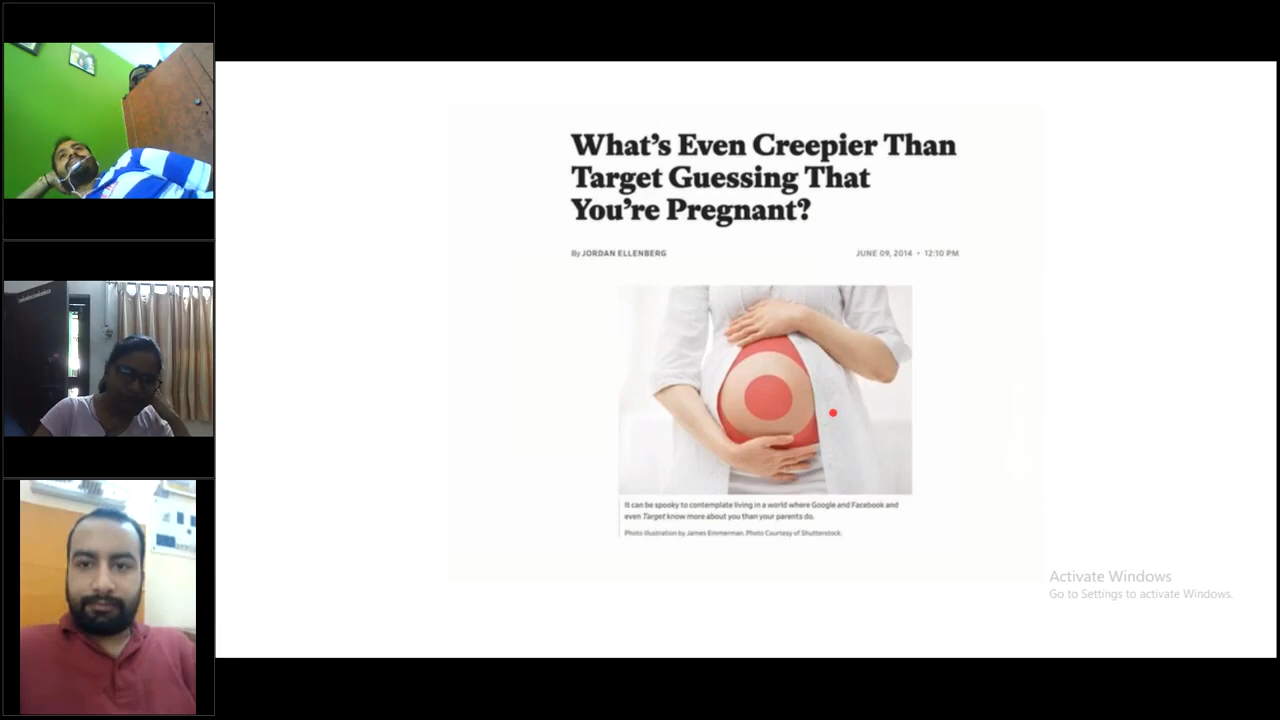 What's Even Creepier Than
Target Guessing That
You're Pregnant?
By JORDAN ELLENBERG
JUNE 09, 2014 • 12:10 PM
It can be spooky to contemplate living in a world where Google and Facebook and
even Target know more about you than your parents do.
Photo illustration by James Emmerman. Photo Courtesy of Shutterstock.
Activate Windows
Go to Settings to activate Windows.